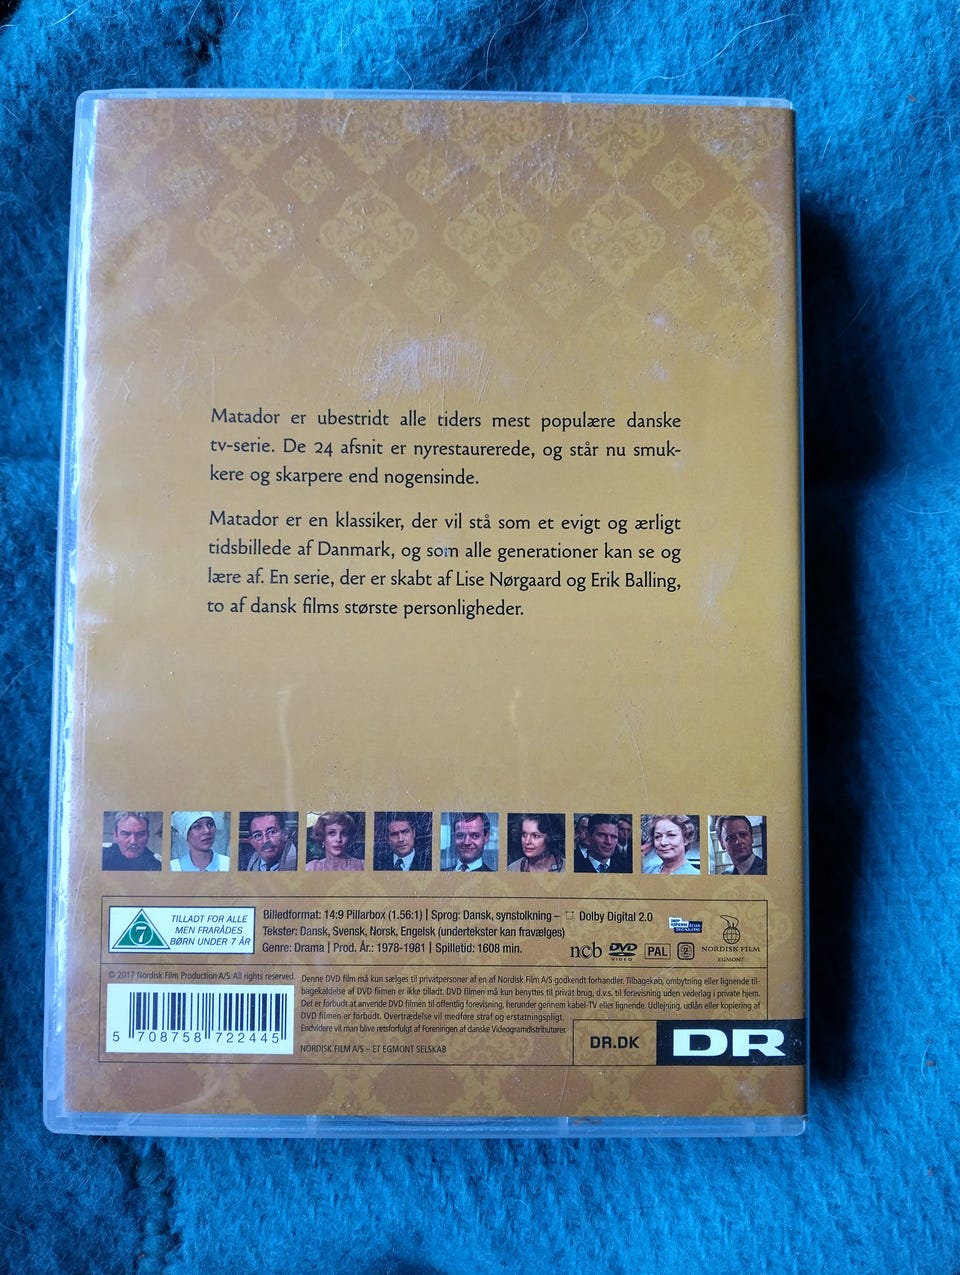 Matador er ubestridt alle tiders mest populære danske
tv-serie. De 24 afsnit er nyrestaurerede, og står nu smuk-
kere og skarpere end nogensinde.
Matador er en klassiker, der vil stå som et evigt og ærligt
tidsbillede af Danmark, og som alle generationer kan se og
lære af. En serie, der er skabt af Lise Nørgaard og Erik Balling,
to af dansk films største personligheder.
7
TILLADT FOR ALLE
MEN FRARÅDES
BØRN UNDER 7 ÅR
Billedformat: 14:9 Pillarbox (1.56:1) | Sprog: Dansk, synstolkning – Dolby Digital 2.0
Tekster: Dansk, Svensk, Norsk, Engelsk (undertekster kan fravælges)
Genre: Drama | Prod. År.: 1978-1981 | Spilletid: 1608 min.
ncb
DVD
VIDEO
PAL
2
NORDISK FILM
EGMONT
© 2017 Nordisk Film Production A/S. All rights reserved.
5 708758 722445
Denne DVD film må kun sælges til privatpersoner af en af Nordisk Film A/S godkendt forhandler. Tilbagekøb, ombytning eller lignende til-
bagekaldelse af DVD filmen er ikke tilladt. DVD filmen må kun benyttes til privat brug, d.v.s. til forevisning uden vederlag i private hjem.
Det er forbudt at anvende DVD filmen til offentlig forevisning, herunder gennem kabel-TV eller lignende. Udlejning, udlån eller kopiering af
DVD filmen er forbudt. Overtrædelse vil medføre straf og erstatningspligt.
Endvidere vil man blive retsforfulgt af Foreningen af danske Videogramdistributører.
NORDISK FILM A/S – ET EGMONT SELSKAB
DR.DK
DR